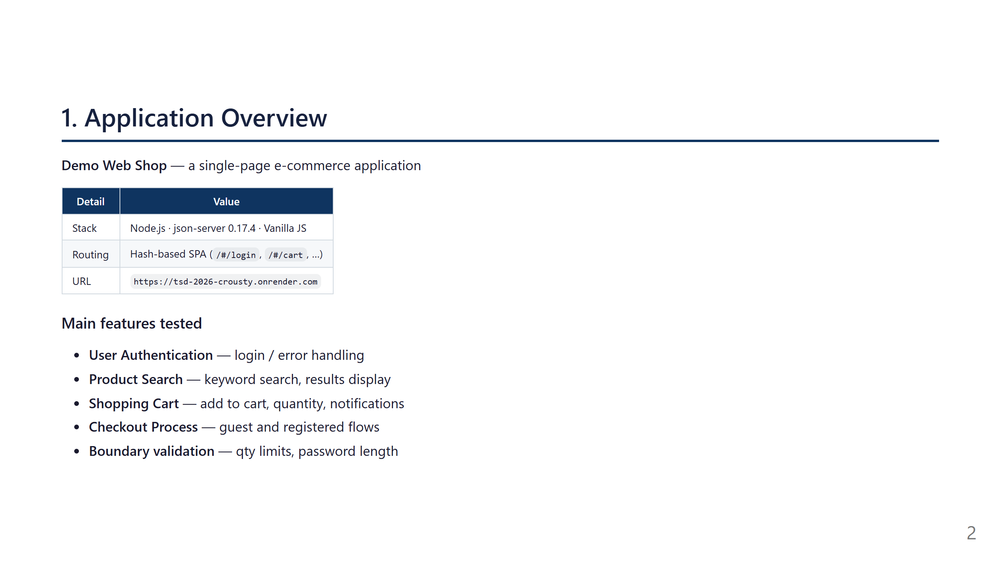 1. Application Overview
Demo Web Shop — a single-page e-commerce application
Detail Value
Stack Node.js · json-server 0.17.4 · Vanilla JS
Routing Hash-based SPA (/#/login, /#/cart, ...)
URL https://tsd-2026-crousty.onrender.com
Main features tested
• User Authentication — login / error handling
• Product Search — keyword search, results display
• Shopping Cart — add to cart, quantity, notifications
• Checkout Process — guest and registered flows
• Boundary validation — qty limits, password length
2